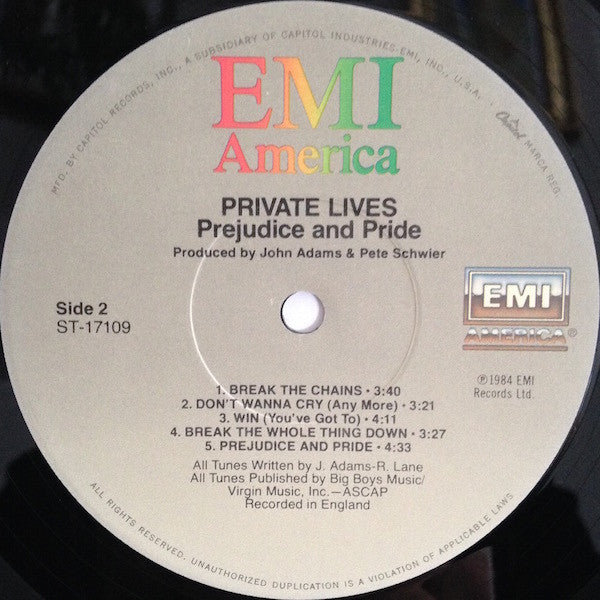 MFD. BY CAPITOL RECORDS, INC., A SUBSIDIARY OF CAPITOL INDUSTRIES-EMI, INC., U.S.A. · Capitol MARCA REG.
EMI
America
PRIVATE LIVES
Prejudice and Pride
Produced by John Adams & Pete Schwier
Side 2
ST-17109
EMI
AMERICA®
℗1984 EMI
Records Ltd.
1. BREAK THE CHAINS · 3:40
2. DON'T WANNA CRY (Any More) · 3:21
3. WIN (You've Got To) · 4:11
4. BREAK THE WHOLE THING DOWN · 3:27
5. PREJUDICE AND PRIDE · 4:33
All Tunes Written by J. Adams-R. Lane
All Tunes Published by Big Boys Music/
Virgin Music, Inc.—ASCAP
Recorded in England
ALL RIGHTS RESERVED. UNAUTHORIZED DUPLICATION IS A VIOLATION OF APPLICABLE LAWS